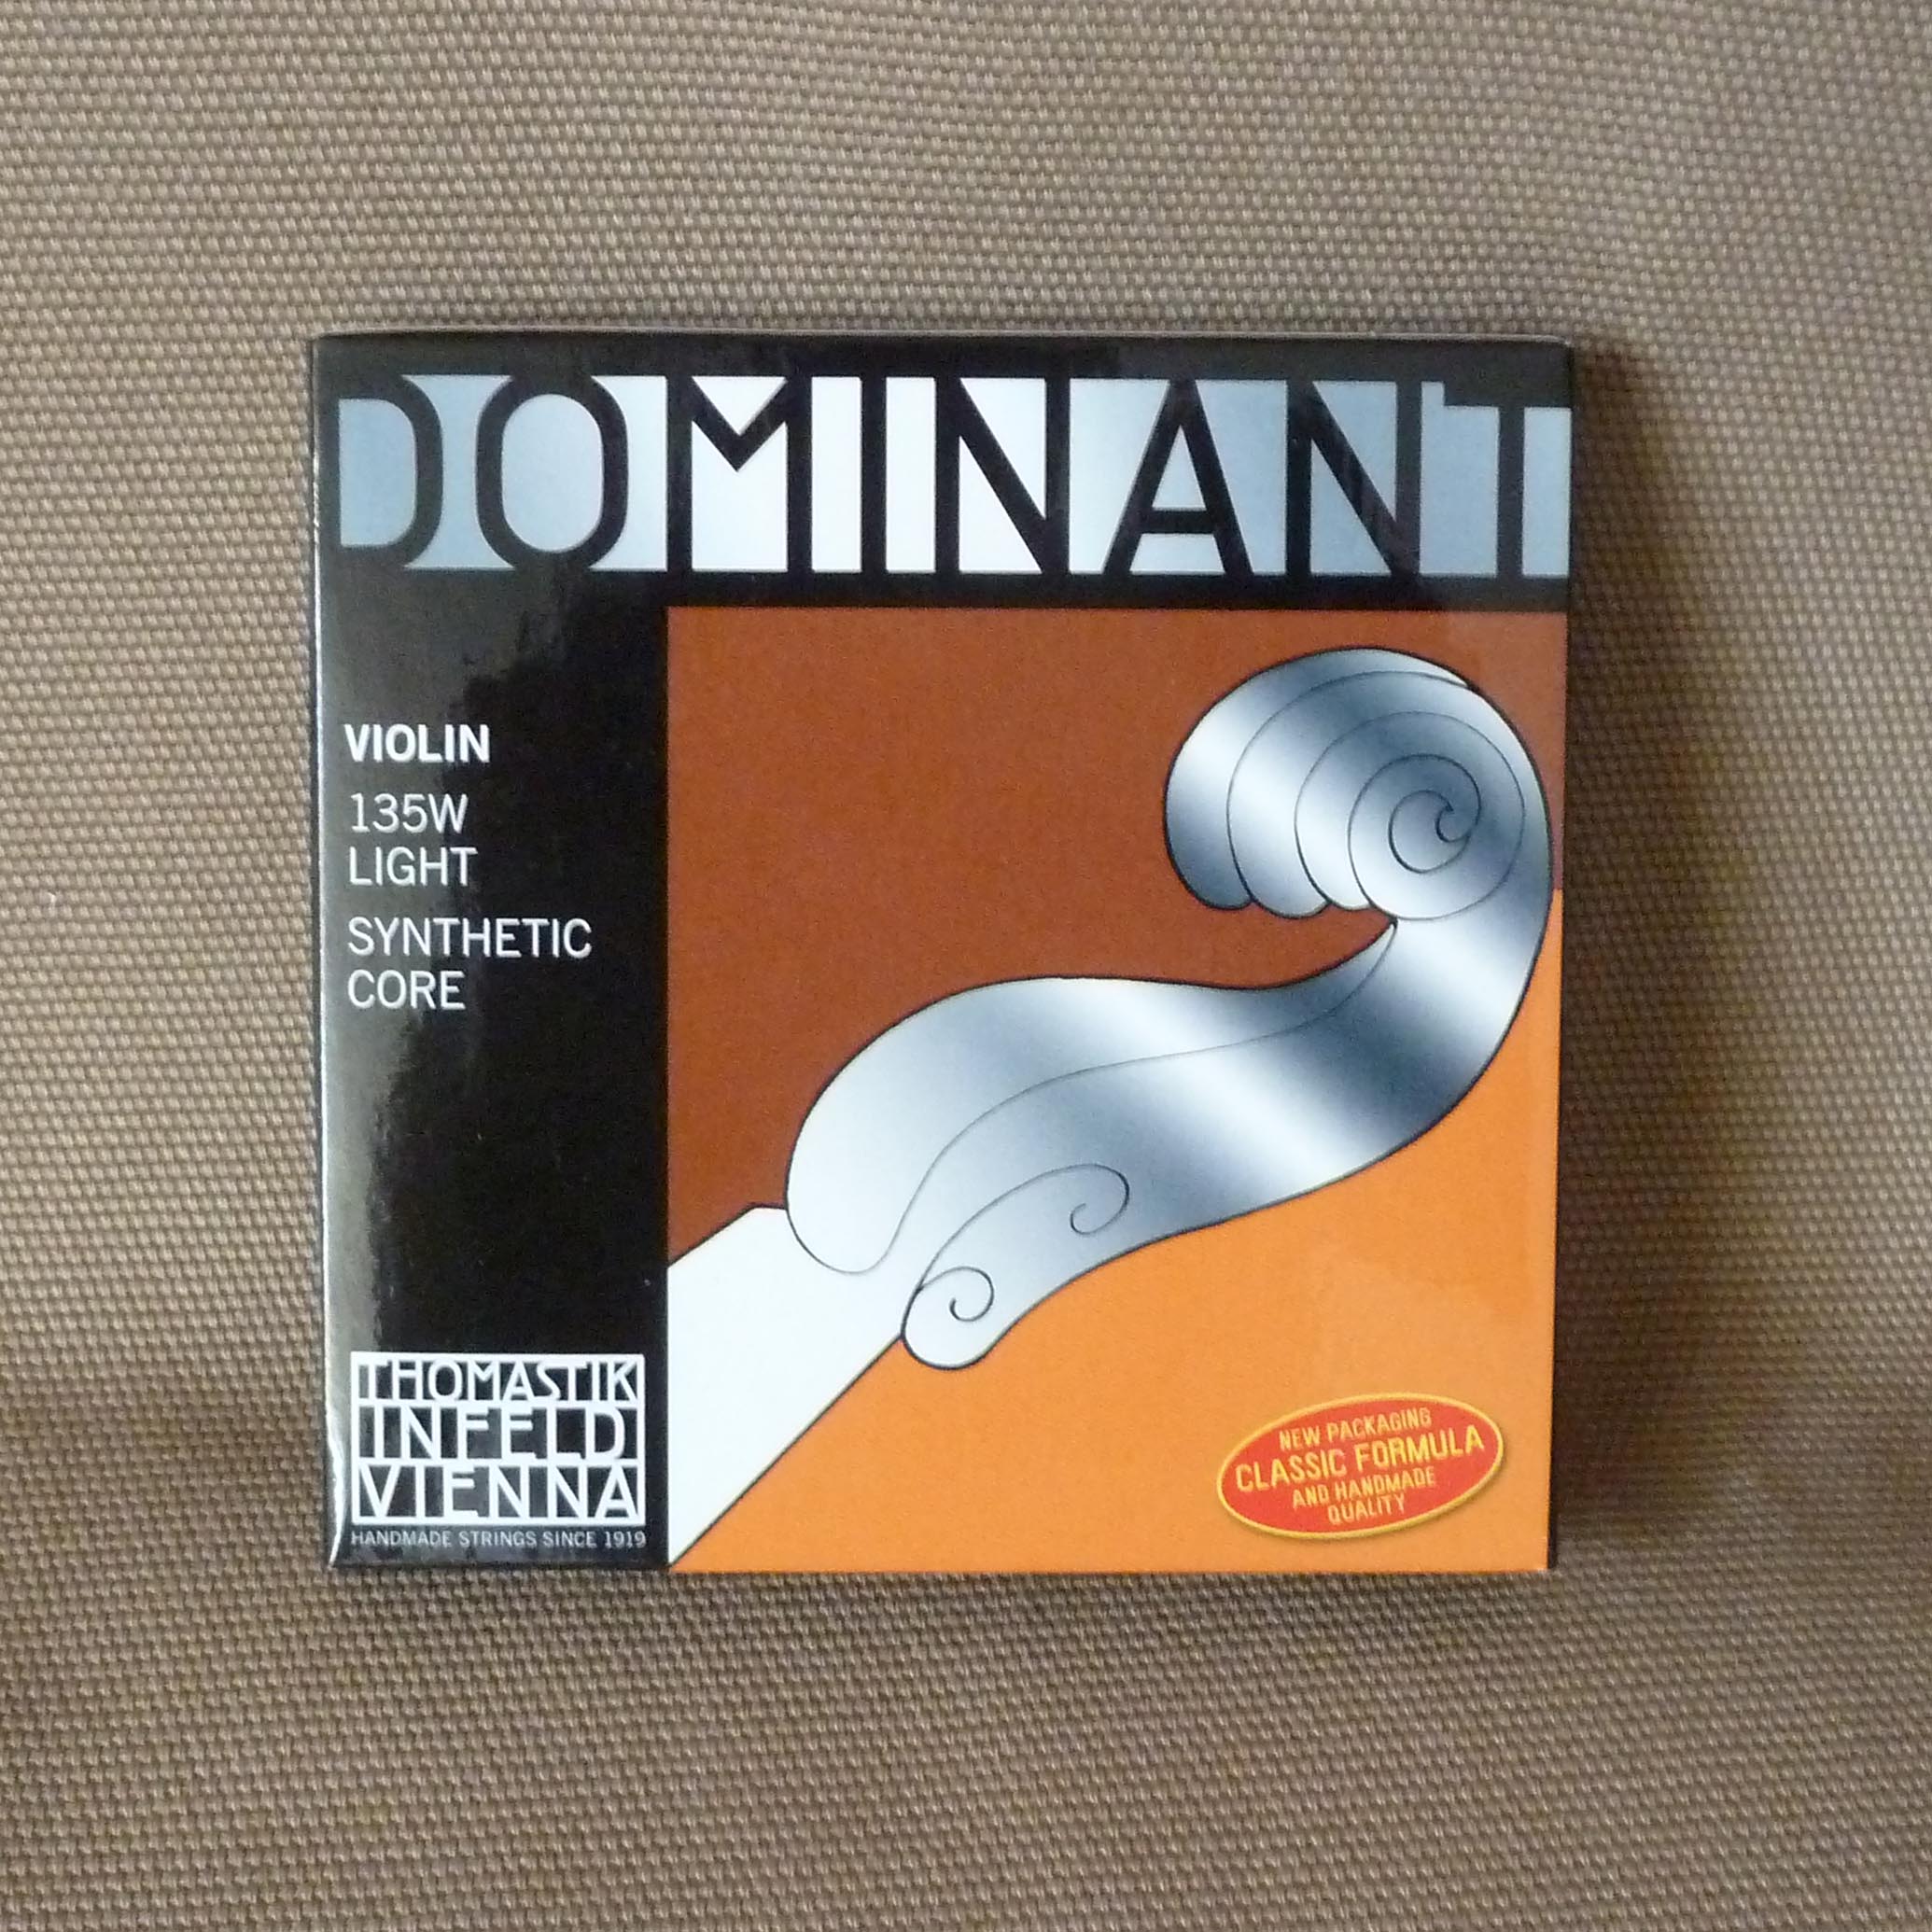 DOMINANT
VIOLIN
135W
LIGHT
SYNTHETIC
CORE
THOMASTIK
INFELD
VIENNA
HANDMADE STRINGS SINCE 1919
NEW PACKAGING
CLASSIC FORMULA
AND HANDMADE
QUALITY